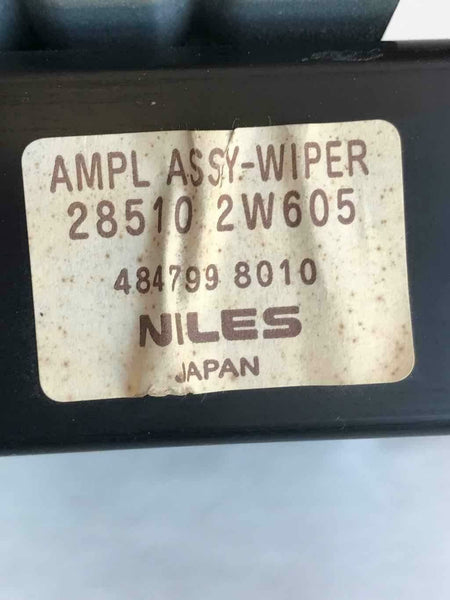 AMPL ASSY-WIPER
28510 2W605
484799 8010
NILES
JAPAN